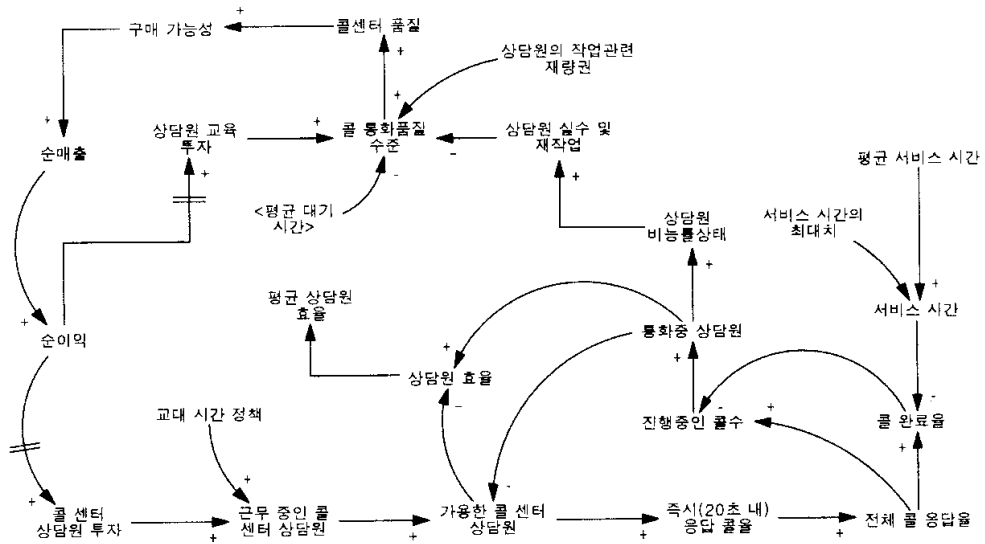 구매 가능성
콜센터 품질
상담원의 작업관련
재량권
상담원 교육
투자
콜 통화품질
수준
상담원 실수 및
재작업
순매출
평균 서비스 시간
<평균 대기
시간>
상담원
비능률상태
서비스 시간의
최대치
평균 상담원
효율
순이익
통화중 상담원
서비스 시간
상담원 효율
교대 시간 정책
진행중인 콜수
콜 완료율
콜 센터
상담원 투자
근무 중인 콜
센터 상담원
가용한 콜 센터
상담원
즉시(20초 내)
응답 콜율
전체 콜 응답율